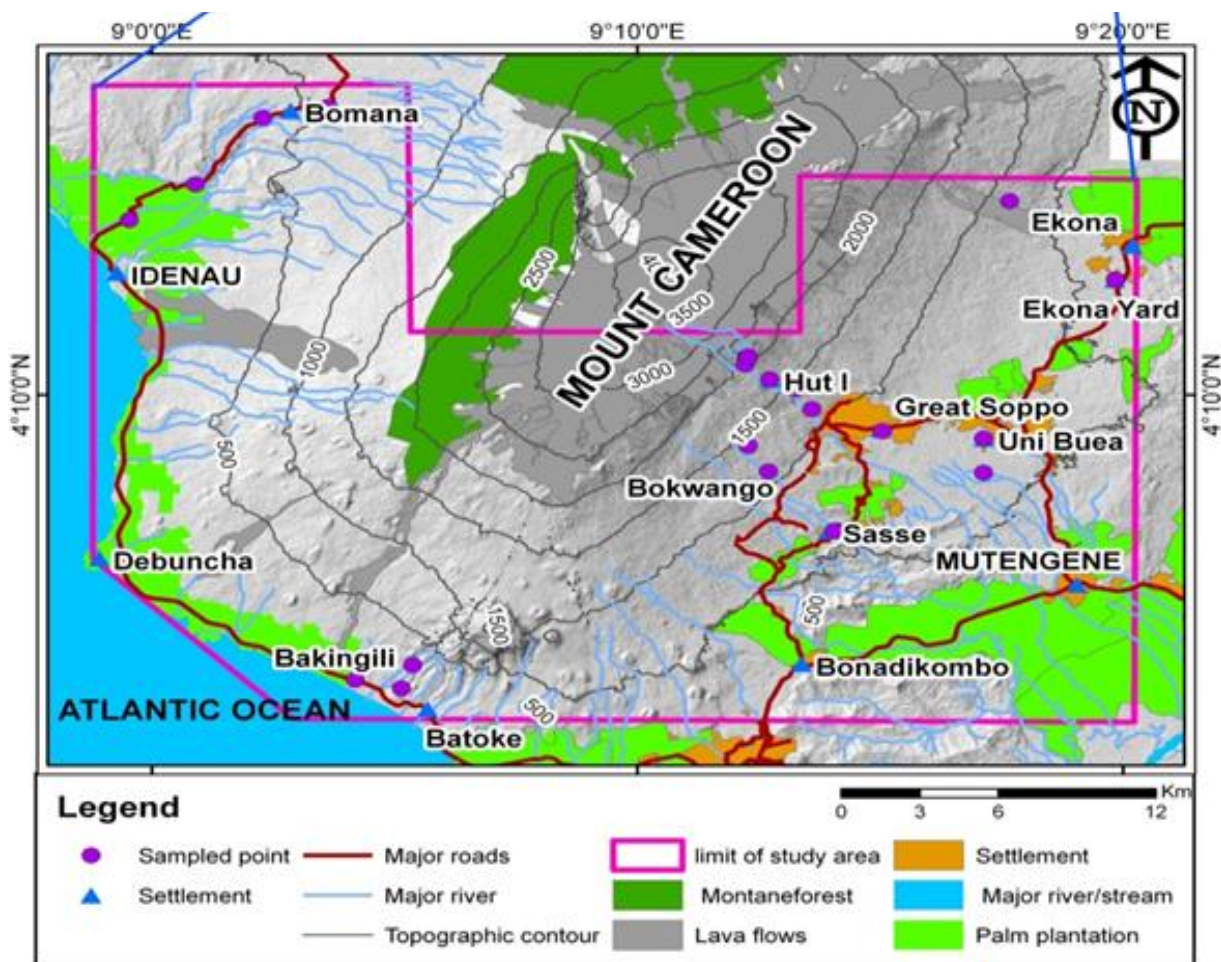 9°0'0"E
9°10'0"E
9°20'0"E
Bomana
N
MOUNT CAMEROON
Ekona
2000
2500
IDENAU
3500
Ekona Yard
1000
3000
Hut I
4°10'0"N
4°10'0"N
Great Soppo
1500
Uni Buea
500
Bokwango
Sasse
Debuncha
MUTENGENE
1500
500
Bakingili
Bonadikombo
ATLANTIC OCEAN
500
Batoke
Legend
Km
0 3 6 12
Sampled point
Major roads
limit of study area
Settlement
Settlement
Major river
Montaneforest
Major river/stream
Topographic contour
Lava flows
Palm plantation